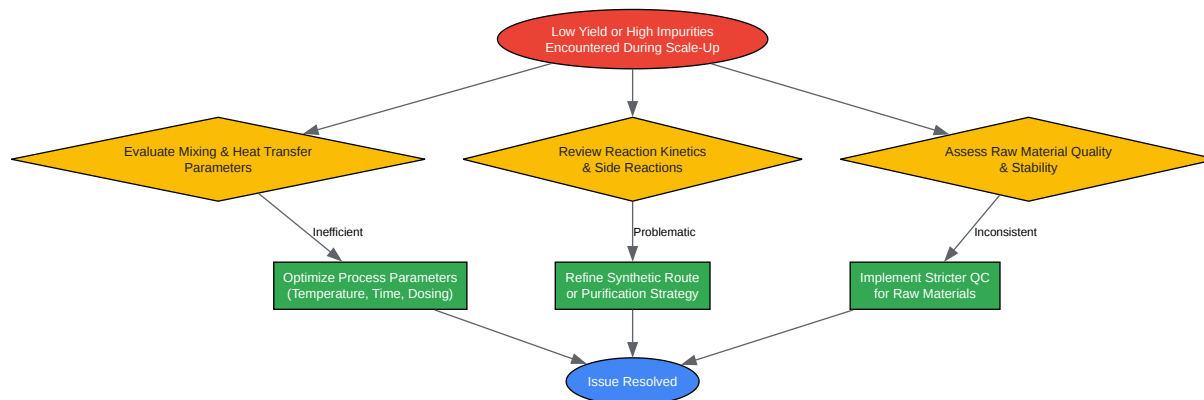 Low Yield or High Impurities
Encountered During Scale-Up
Evaluate Mixing & Heat Transfer
Parameters
Review Reaction Kinetics
& Side Reactions
Assess Raw Material Quality
& Stability
Inefficient
Problematic
Inconsistent
Optimize Process Parameters
(Temperature, Time, Dosing)
Refine Synthetic Route
or Purification Strategy
Implement Stricter QC
for Raw Materials
Issue Resolved